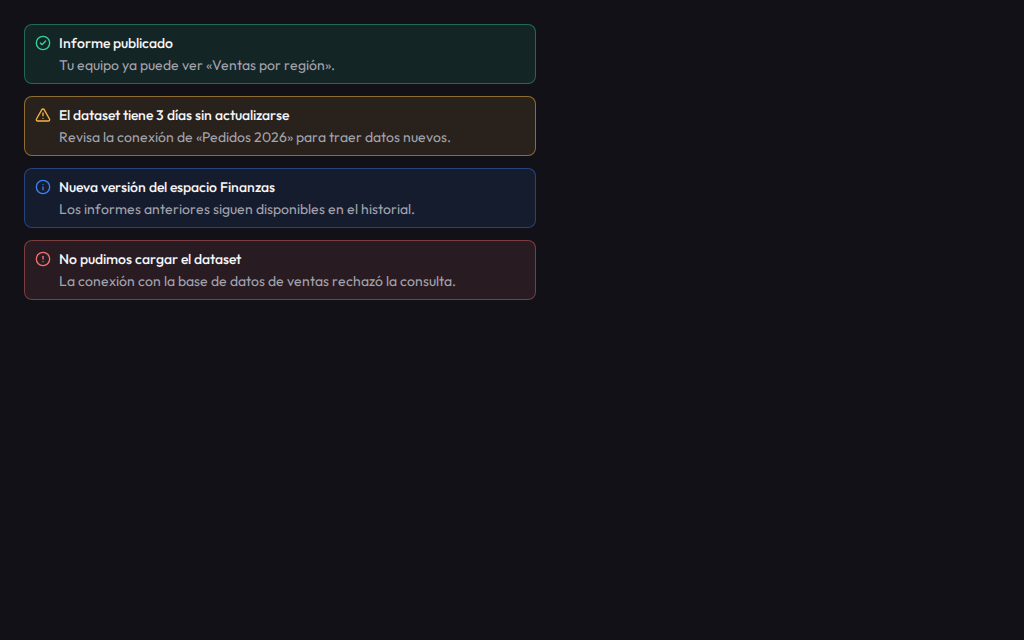 Informe publicado
Tu equipo ya puede ver «Ventas por región».
El dataset tiene 3 días sin actualizarse
Revisa la conexión de «Pedidos 2026» para traer datos nuevos.
Nueva versión del espacio Finanzas
Los informes anteriores siguen disponibles en el historial.
No pudimos cargar el dataset
La conexión con la base de datos de ventas rechazó la consulta.